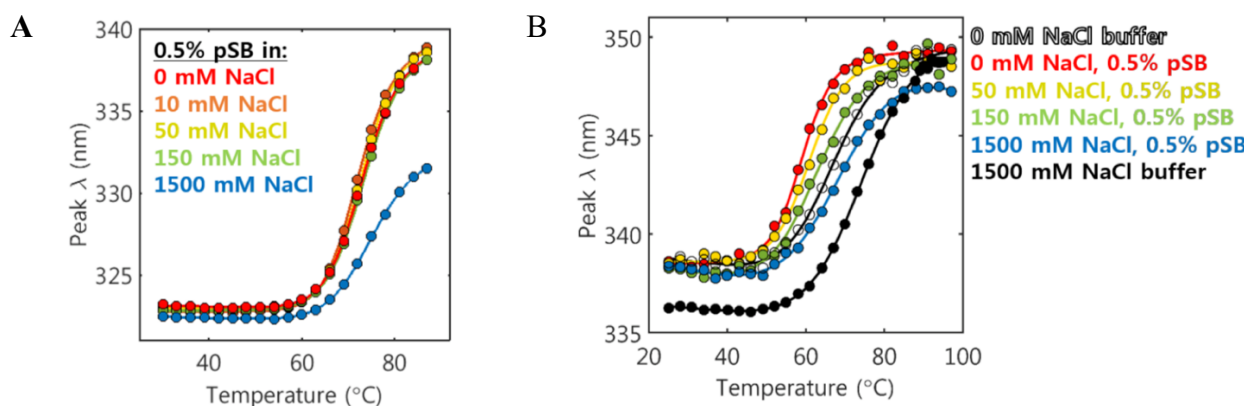 A
0.5% pSB in:
0 mM NaCl
10 mM NaCl
50 mM NaCl
150 mM NaCl
1500 mM NaCl
340
335
330
325
Peak λ (nm)
40
60
80
Temperature (°C)
B
0 mM NaCl buffer
0 mM NaCl, 0.5% pSB
50 mM NaCl, 0.5% pSB
150 mM NaCl, 0.5% pSB
1500 mM NaCl, 0.5% pSB
1500 mM NaCl buffer
350
345
340
335
Peak λ (nm)
20
40
60
80
100
Temperature (°C)